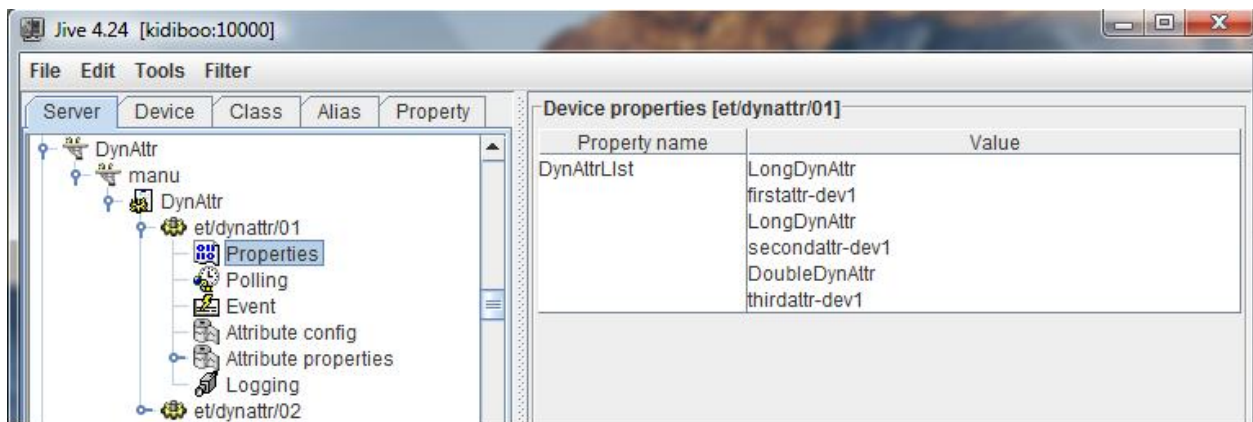 Jive 4.24 [kidiboo:10000]
File Edit Tools Filter
Server Device Class Alias Property
DynAttr
manu
DynAttr
et/dynattr/01
Properties
Polling
Event
Attribute config
Attribute properties
Logging
et/dynattr/02
Device properties [et/dynattr/01]
Property name Value
DynAttrLIst LongDynAttr
firstattr-dev1
LongDynAttr
secondattr-dev1
DoubleDynAttr
thirdattr-dev1